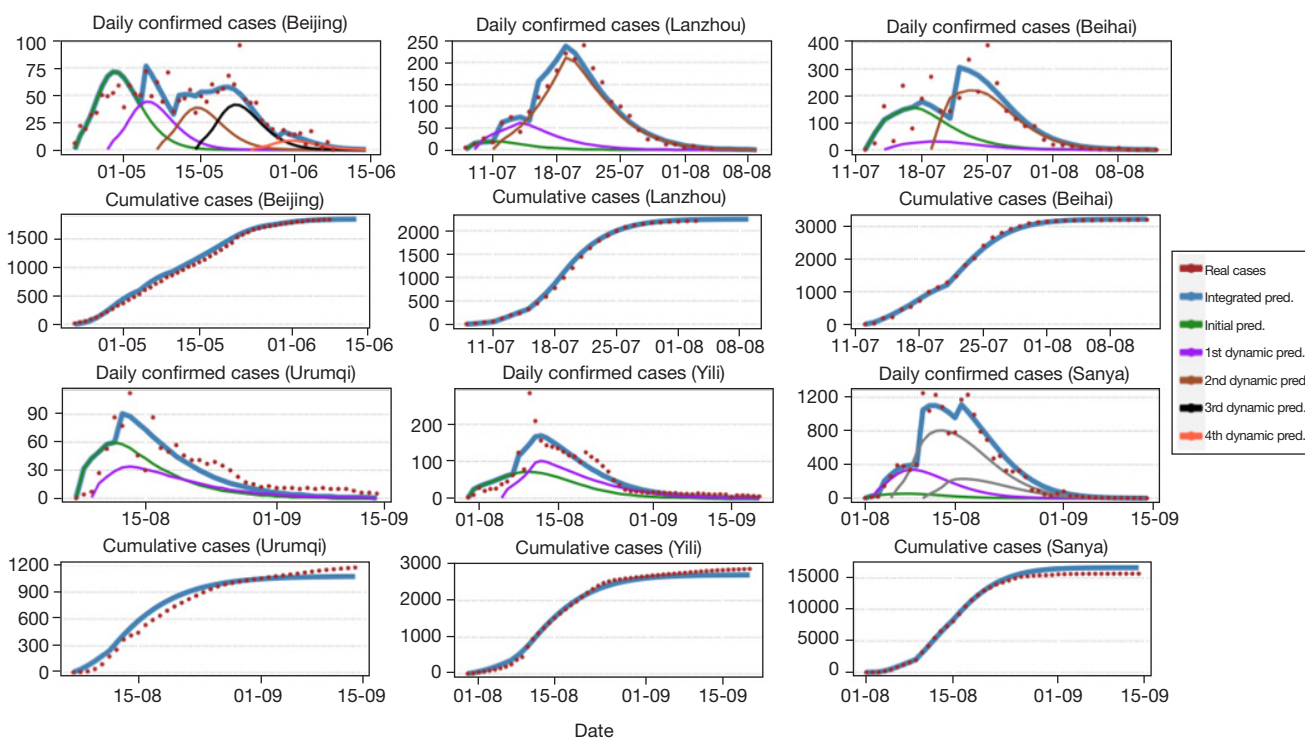 Daily confirmed cases (Beijing)
100
75
50
25
0
01-05 15-05 01-06 15-06
Daily confirmed cases (Lanzhou)
250
200
150
100
50
0
11-07 18-07 25-07 01-08 08-08
Daily confirmed cases (Beihai)
400
300
200
100
0
11-07 18-07 25-07 01-08 08-08
Cumulative cases (Beijing)
1500
1000
500
0
01-05 15-05 01-06 15-06
Cumulative cases (Lanzhou)
2000
1500
1000
500
0
11-07 18-07 25-07 01-08 08-08
Cumulative cases (Beihai)
3000
2000
1000
0
11-07 18-07 25-07 01-08 08-08
Real cases
Integrated pred.
Initial pred.
1st dynamic pred.
2nd dynamic pred
3rd dynamic pred.
4th dynamic pred.
Daily confirmed cases (Urumqi)
90
60
30
0
15-08 01-09 15-09
Daily confirmed cases (Yili)
200
100
0
01-08 15-08 01-09 15-09
Daily confirmed cases (Sanya)
1200
800
400
0
01-08 15-08 01-09 15-09
Cumulative cases (Urumqi)
1200
900
600
300
0
15-08 01-09 15-09
Cumulative cases (Yili)
3000
2000
1000
0
01-08 15-08 01-09 15-09
Cumulative cases (Sanya)
15000
10000
5000
0
01-08 15-08 01-09 15-09
Date